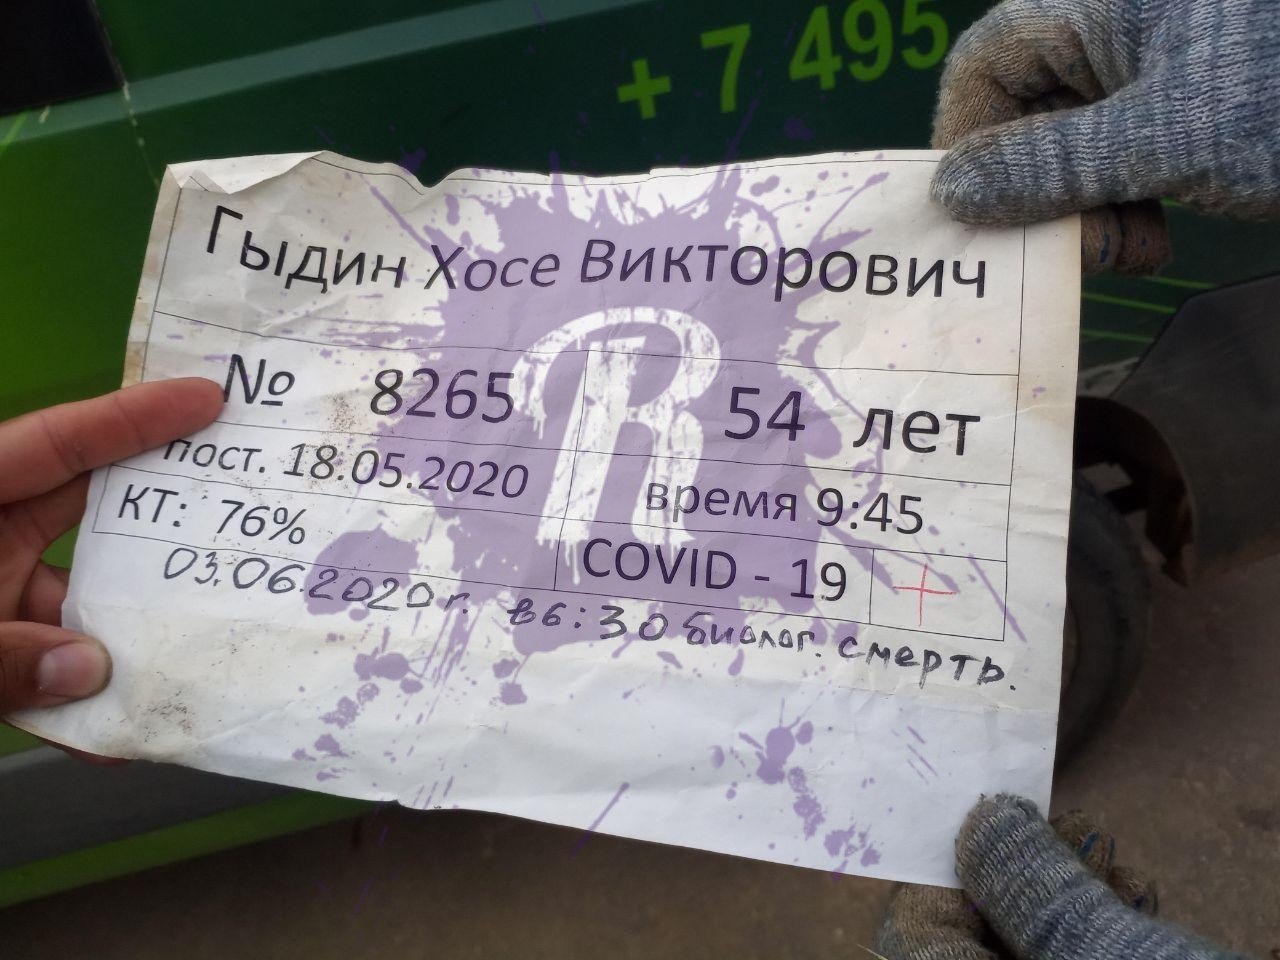 + 7 495
Гыдин Хосе Викторович
№ 8265 54 лет
пост. 18.05.2020 время 9:45
КТ: 76% COVID - 19 +
03.06.2020 г. в 6:30 биолог. смерть.
R